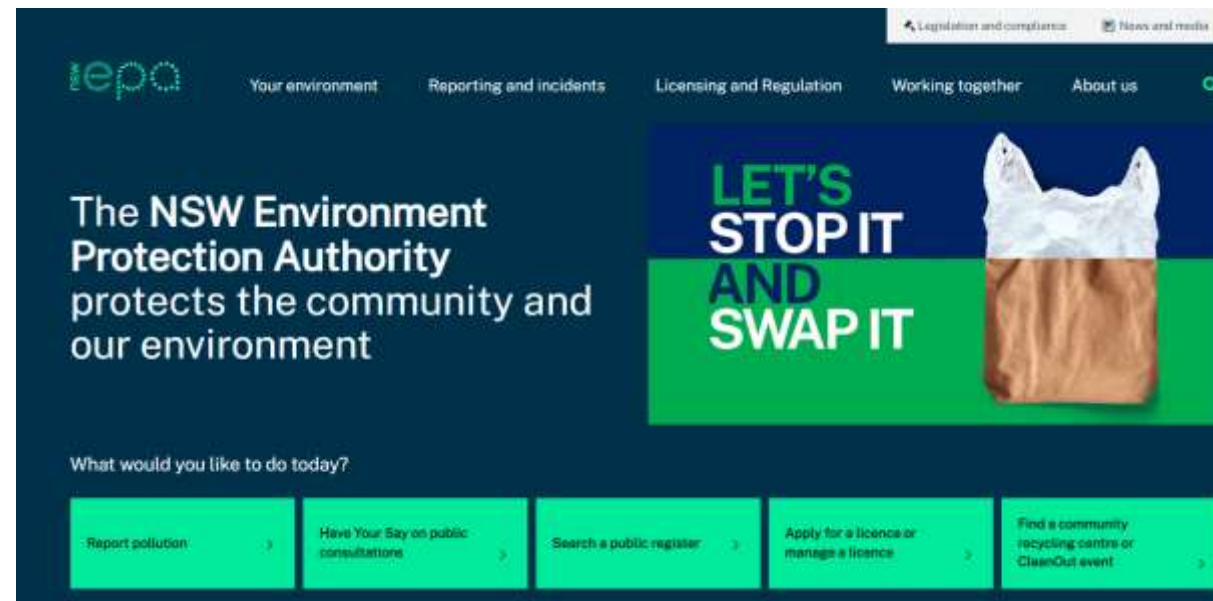 Legislation and compliance News and media
NSW epa
Your environment Reporting and incidents Licensing and Regulation Working together About us
The NSW Environment
Protection Authority
protects the community and
our environment
LET'S
STOP IT
AND
SWAP IT
What would you like to do today?
Report pollution
Have Your Say on public
consultations
Search a public register
Apply for a licence or
manage a licence
Find a community
recycling centre or
CleanOut event